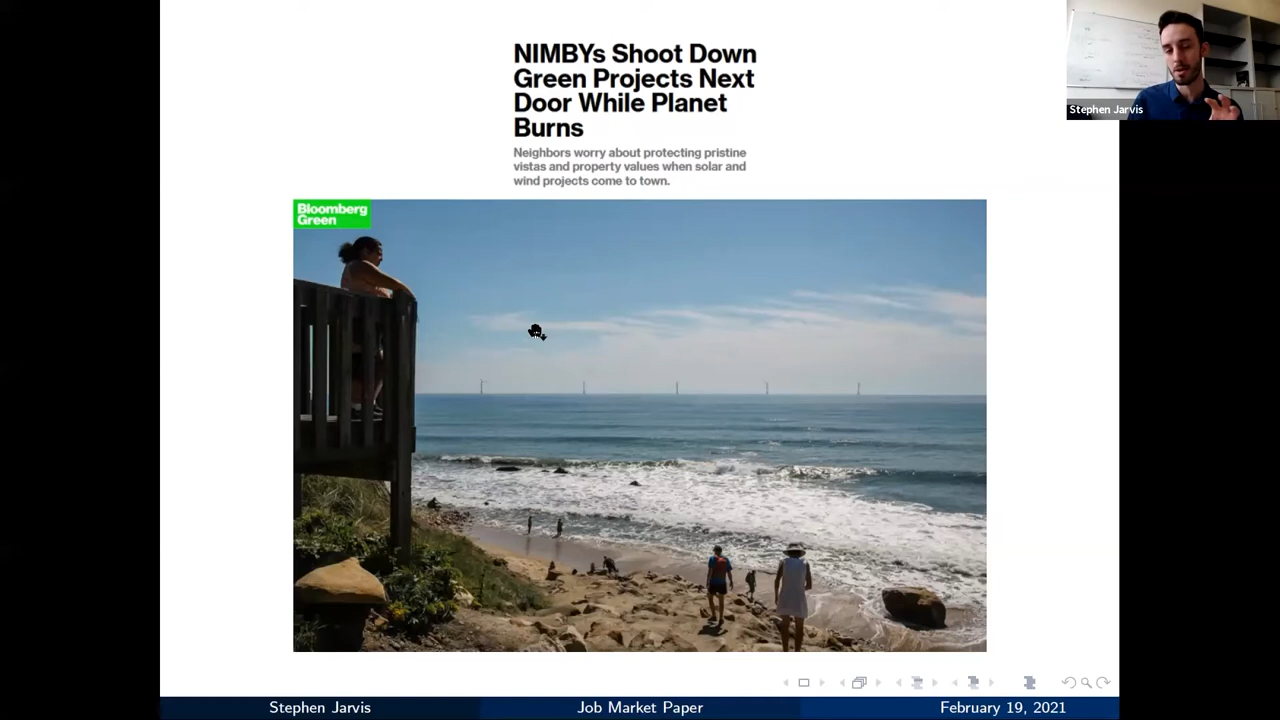 NIMBYs Shoot Down
Green Projects Next
Door While Planet
Burns
Neighbors worry about protecting pristine
vistas and property values when solar and
wind projects come to town.
Bloomberg
Green
Stephen Jarvis
Stephen Jarvis
Job Market Paper
February 19, 2021